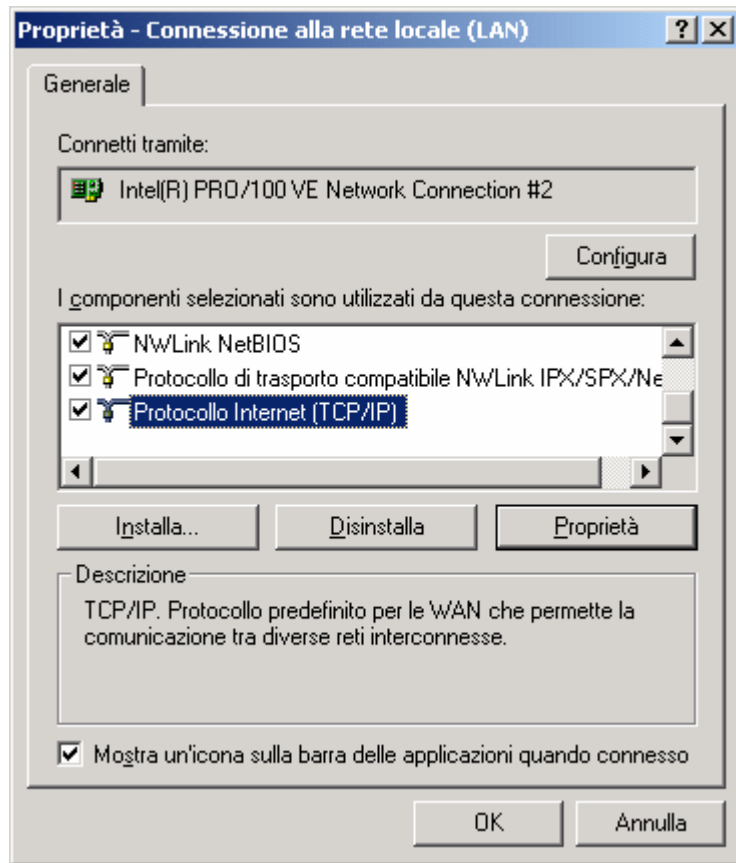 Proprietà - Connessione alla rete locale (LAN)
Generale
Connetti tramite:
Intel(R) PRO/100 VE Network Connection #2
Configura
I componenti selezionati sono utilizzati da questa connessione:
NWLink NetBIOS
Protocollo di trasporto compatibile NWLink IPX/SPX/Ne
Protocollo Internet (TCP/IP)
Installa... Disinstalla Proprietà
Descrizione
TCP/IP. Protocollo predefinito per le WAN che permette la
comunicazione tra diverse reti interconnesse.
Mostra un'icona sulla barra delle applicazioni quando connesso
OK Annulla